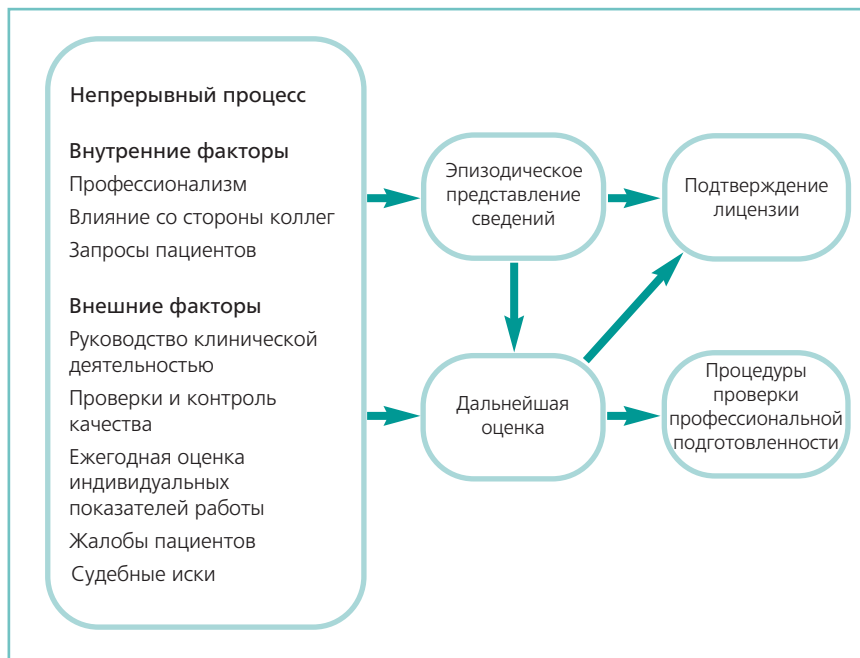 Непрерывный процесс
Внутренние факторы
Профессионализм
Влияние со стороны коллег
Запросы пациентов
Внешние факторы
Руководство клинической
деятельностью
Проверки и контроль
качества
Ежегодная оценка
индивидуальных
показателей работы
Жалобы пациентов
Судебные иски
Эпизодическое
представление
сведений
Подтверждение
лицензии
Дальнейшая
оценка
Процедуры
проверки
профессиональной
подготовленности